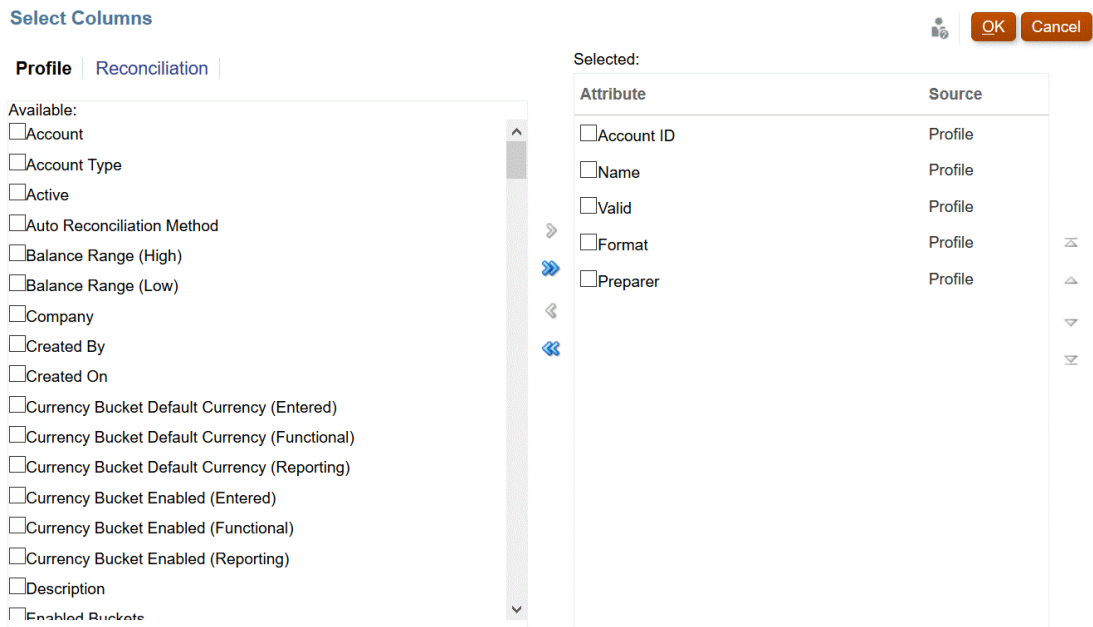 Select Columns
OK Cancel
Profile Reconciliation
Available:
Account
Account Type
Active
Auto Reconciliation Method
Balance Range (High)
Balance Range (Low)
Company
Created By
Created On
Currency Bucket Default Currency (Entered)
Currency Bucket Default Currency (Functional)
Currency Bucket Default Currency (Reporting)
Currency Bucket Enabled (Entered)
Currency Bucket Enabled (Functional)
Currency Bucket Enabled (Reporting)
Description
Enabled Buckets
Selected:
Attribute Source
Account ID Profile
Name Profile
Valid Profile
Format Profile
Preparer Profile